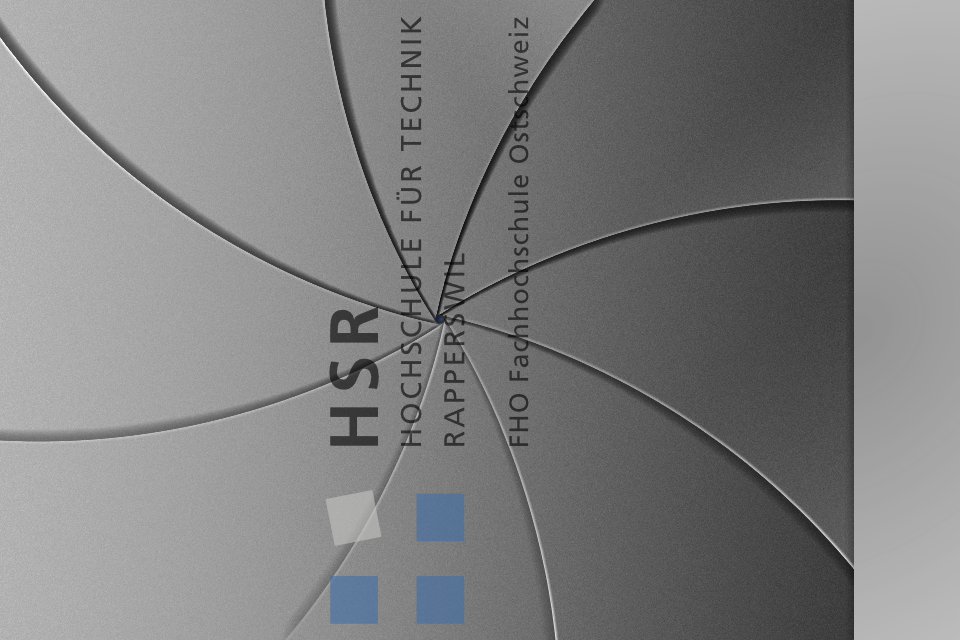 HSR
HOCHSCHULE FÜR TECHNIK
RAPPERSWIL
FHO Fachhochschule Ostschweiz